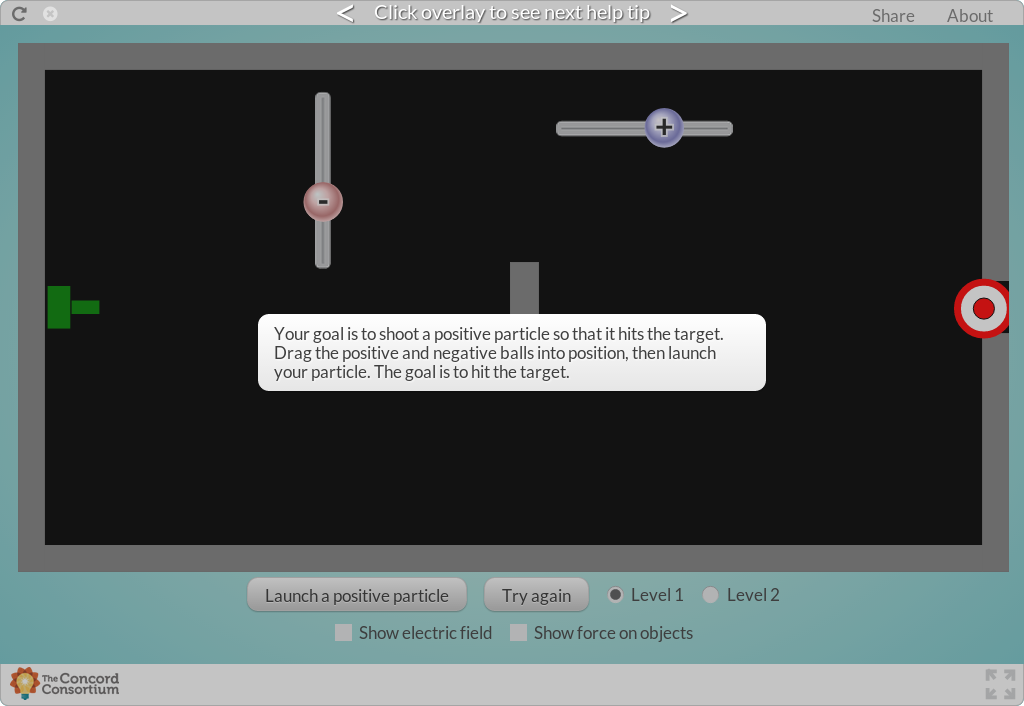 < Click overlay to see next help tip >
Share About
+
-
Your goal is to shoot a positive particle so that it hits the target.
Drag the positive and negative balls into position, then launch
your particle. The goal is to hit the target.
Launch a positive particle Try again Level 1 Level 2
Show electric field Show force on objects
The Concord
Consortium